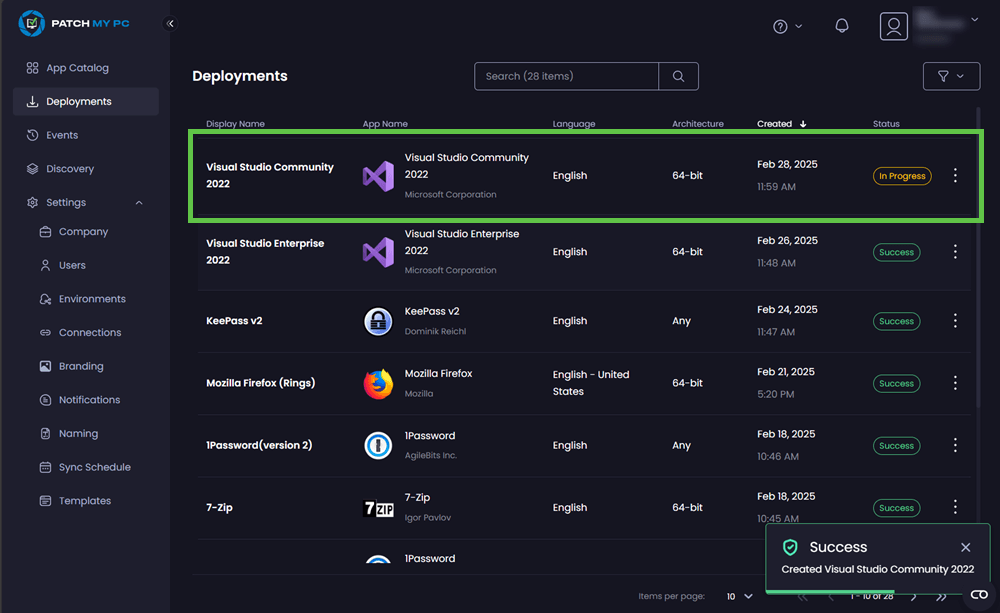 PATCH MY PC
App Catalog
Deployments
Events
Discovery
Settings
Company
Users
Environments
Connections
Branding
Notifications
Naming
Sync Schedule
Templates
Deployments
Search (28 items)
Display Name App Name Language Architecture Created Status
Visual Studio Community
2022
Visual Studio Community
2022
Microsoft Corporation
English
64-bit
Feb 28, 2025
11:59 AM
In Progress
Visual Studio Enterprise
2022
Visual Studio Enterprise
2022
Microsoft Corporation
English
64-bit
Feb 26, 2025
11:48 AM
Success
KeePass v2
KeePass v2
Dominik Reichl
English
Any
Feb 24, 2025
11:47 AM
Success
Mozilla Firefox (Rings)
Mozilla Firefox
Mozilla
English - United
States
64-bit
Feb 21, 2025
5:20 PM
Success
1Password(version 2)
1Password
AgileBits Inc.
English
Any
Feb 18, 2025
10:46 AM
Success
7-Zip
7ZIP
7-Zip
Igor Pavlov
English
64-bit
Feb 18, 2025
10:45 AM
Success
1Password
Success
Created Visual Studio Community 2022
Items per page: 10
1 - 10 of 28